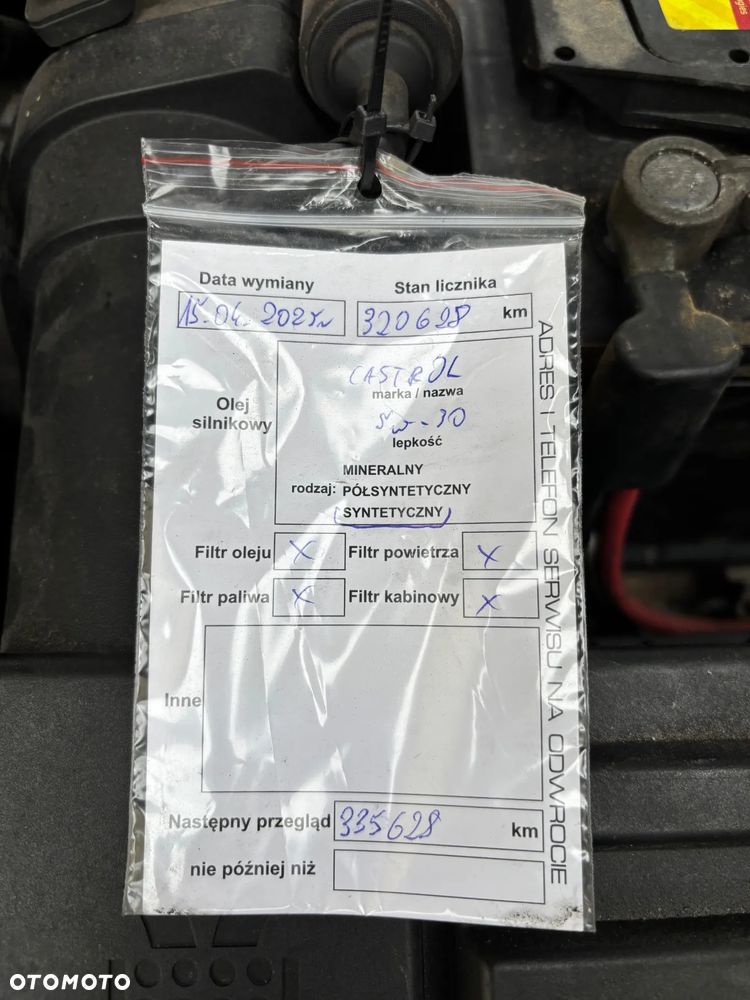 Data wymiany Stan licznika
15.04.2025r 320628 km
CASTROL
marka / nazwa
Olej silnikowy
5w-30
lepkość
MINERALNY
rodzaj: PÓŁSYNTETYCZNY
SYNTETYCZNY
Filtr oleju X Filtr powietrza X
Filtr paliwa X Filtr kabinowy X
Inne
Następny przegląd 335628 km
nie później niż
ADRES I TELEFON SERWISU NA ODWROCIE
OTOMOTO